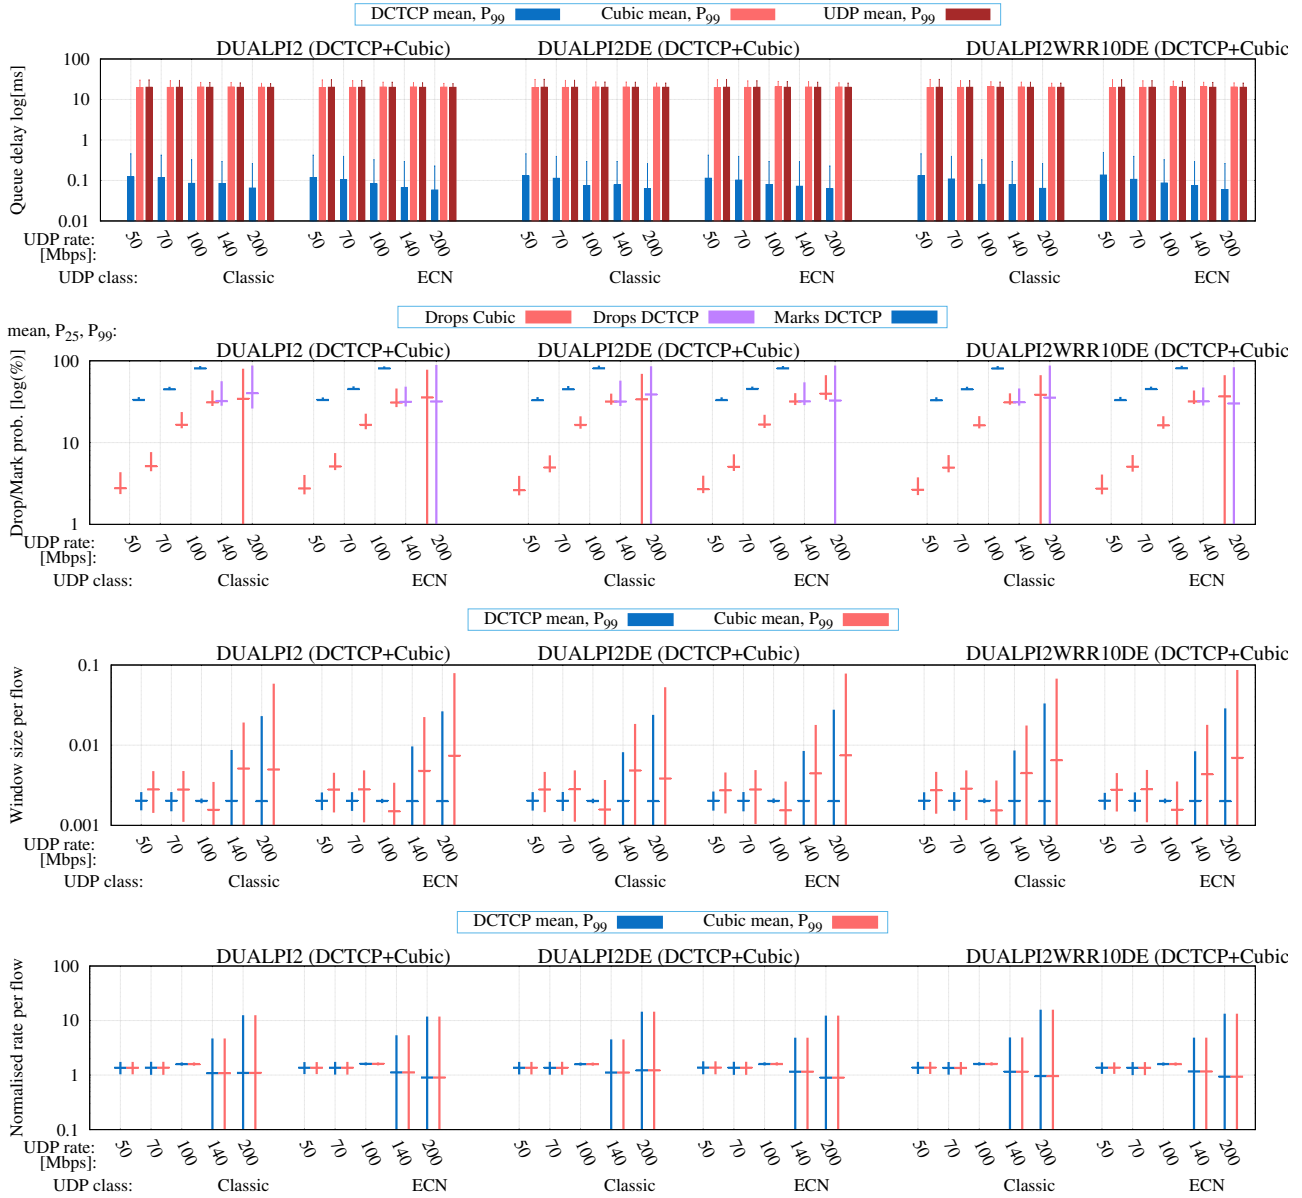 DCTCP mean, P99 Cubic mean, P99 UDP mean, P99
DUALPI2 (DCTCP+Cubic) DUALPI2DE (DCTCP+Cubic) DUALPI2WRR10DE (DCTCP+Cubic
Queue delay log[ms]
100
10
1
0.1
0.01
UDP rate:
[Mbps]:
50 70 100 140 200 50 70 100 140 200 50 70 100 140 200 50 70 100 140 200 50 70 100 140 200 50 70 100 140 200
UDP class: Classic ECN Classic ECN Classic ECN
Drops Cubic Drops DCTCP Marks DCTCP
mean, P25, P99:
DUALPI2 (DCTCP+Cubic) DUALPI2DE (DCTCP+Cubic) DUALPI2WRR10DE (DCTCP+Cubic
Drop/Mark prob. [log(%)]
100
10
1
UDP rate:
[Mbps]:
50 70 100 140 200 50 70 100 140 200 50 70 100 140 200 50 70 100 140 200 50 70 100 140 200 50 70 100 140 200
UDP class: Classic ECN Classic ECN Classic ECN
DCTCP mean, P99 Cubic mean, P99
DUALPI2 (DCTCP+Cubic) DUALPI2DE (DCTCP+Cubic) DUALPI2WRR10DE (DCTCP+Cubic
Window size per flow
0.1
0.01
0.001
UDP rate:
[Mbps]:
50 70 100 140 200 50 70 100 140 200 50 70 100 140 200 50 70 100 140 200 50 70 100 140 200 50 70 100 140 200
UDP class: Classic ECN Classic ECN Classic ECN
DCTCP mean, P99 Cubic mean, P99
DUALPI2 (DCTCP+Cubic) DUALPI2DE (DCTCP+Cubic) DUALPI2WRR10DE (DCTCP+Cubic
Normalised rate per flow
100
10
1
0.1
UDP rate:
[Mbps]:
50 70 100 140 200 50 70 100 140 200 50 70 100 140 200 50 70 100 140 200 50 70 100 140 200 50 70 100 140 200
UDP class: Classic ECN Classic ECN Classic ECN